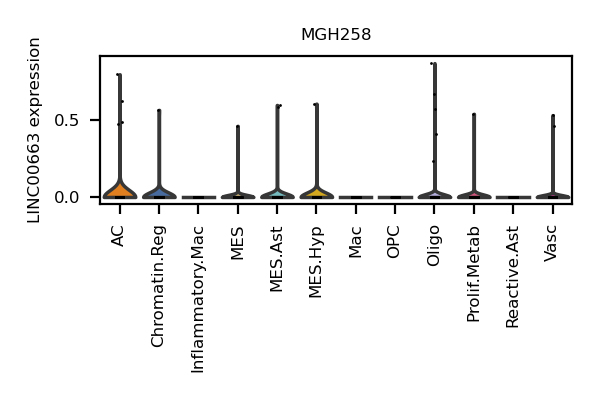 MGH258
LINC00663 expression
0.5
0.0
AC
Chromatin.Reg
Inflammatory.Mac
MES
MES.Ast
MES.Hyp
Mac
OPC
Oligo
Prolif.Metab
Reactive.Ast
Vasc